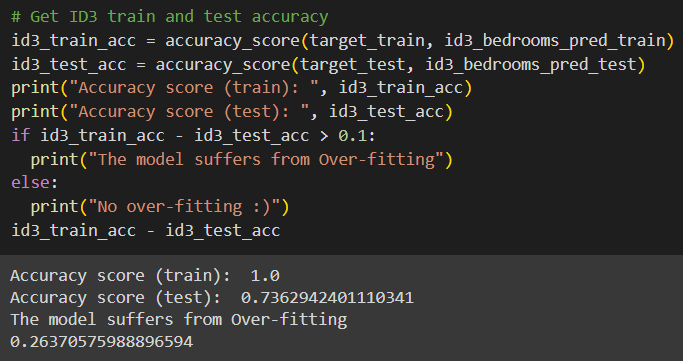 # Get ID3 train and test accuracy
id3_train_acc = accuracy_score(target_train, id3_bedrooms_pred_train)
id3_test_acc = accuracy_score(target_test, id3_bedrooms_pred_test)
print("Accuracy score (train): ", id3_train_acc)
print("Accuracy score (test): ", id3_test_acc)
if id3_train_acc - id3_test_acc > 0.1:
  print("The model suffers from Over-fitting")
else:
  print("No over-fitting :)")
id3_train_acc - id3_test_acc
Accuracy score (train):  1.0
Accuracy score (test):  0.7362942401110341
The model suffers from Over-fitting
0.26370575988896594